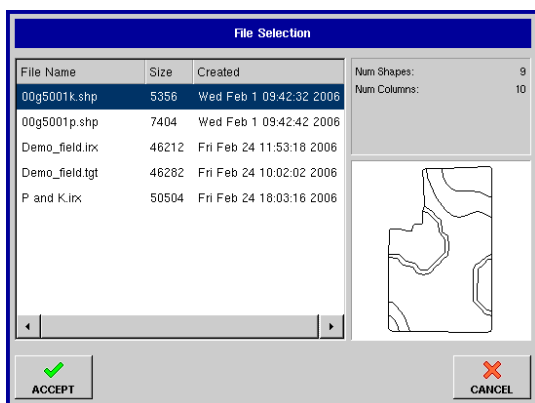 File Selection
File Name Size Created
00g5001k.shp 5356 Wed Feb 1 09:42:32 2006
00g5001p.shp 7404 Wed Feb 1 09:42:42 2006
Demo_field.irx 46212 Fri Feb 24 11:53:18 2006
Demo_field.tgt 46282 Fri Feb 24 10:02:02 2006
P and K.irx 50504 Fri Feb 24 18:03:16 2006
Num Shapes: 9
Num Columns: 10
ACCEPT
CANCEL